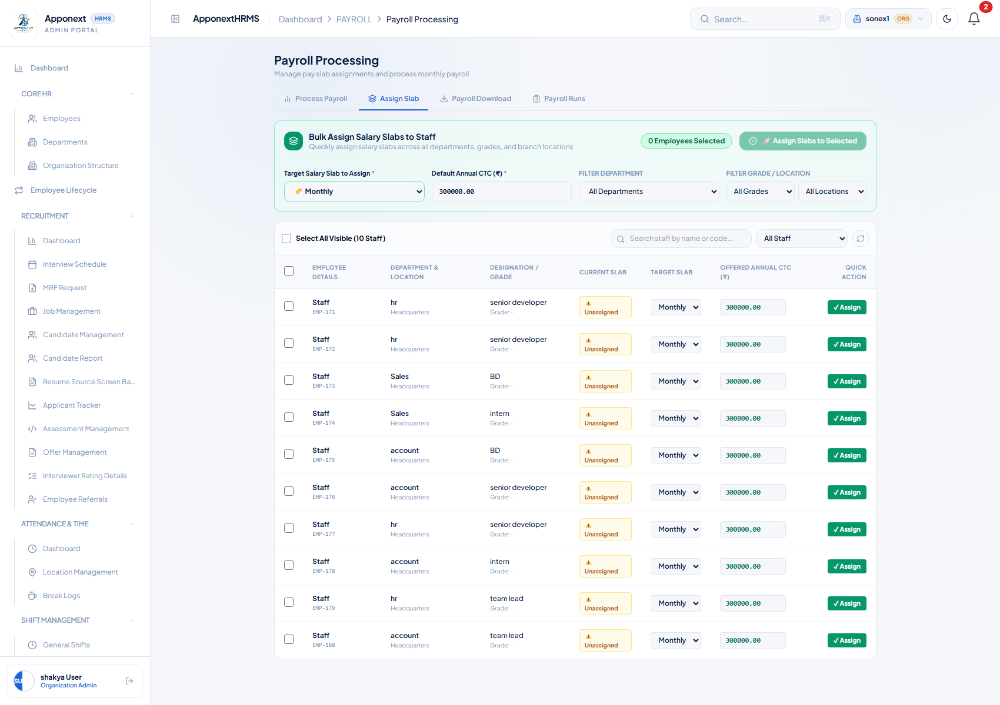 Apponext HRMS
ADMIN PORTAL
Dashboard
CORE HR
Employees
Departments
Organization Structure
Employee Lifecycle
RECRUITMENT
Dashboard
Interview Schedule
MRF Request
Job Management
Candidate Management
Candidate Report
Resume Source Screen Ba...
Applicant Tracker
Assessment Management
Offer Management
Interviewer Rating Details
Employee Referrals
ATTENDANCE & TIME
Dashboard
Location Management
Break Logs
SHIFT MANAGEMENT
General Shifts
SU
shakya User
Organization Admin
ApponextHRMS
Dashboard > PAYROLL > Payroll Processing
Search... ⌘K
sonex1 ORG
2
Payroll Processing
Manage pay slab assignments and process monthly payroll
Process Payroll Assign Slab Payroll Download Payroll Runs
Bulk Assign Salary Slabs to Staff
Quickly assign salary slabs across all departments, grades, and branch locations
0 Employees Selected
🚀 Assign Slabs to Selected
Target Salary Slab to Assign * Default Annual CTC (₹) * FILTER DEPARTMENT FILTER GRADE / LOCATION
🏷️ Monthly 300000.00 All Departments All Grades All Locations
Select All Visible (10 Staff)
Search staff by name or code...
All Staff
EMPLOYEE DETAILS DEPARTMENT & LOCATION DESIGNATION / GRADE CURRENT SLAB TARGET SLAB OFFERED ANNUAL CTC (₹) QUICK ACTION
Staff hr senior developer ⚠️ Unassigned Monthly 300000.00 ✓ Assign
EMP-171 Headquarters Grade: -
Staff hr senior developer ⚠️ Unassigned Monthly 300000.00 ✓ Assign
EMP-172 Headquarters Grade: -
Staff Sales BD ⚠️ Unassigned Monthly 300000.00 ✓ Assign
EMP-173 Headquarters Grade: -
Staff Sales intern ⚠️ Unassigned Monthly 300000.00 ✓ Assign
EMP-174 Headquarters Grade: -
Staff account BD ⚠️ Unassigned Monthly 300000.00 ✓ Assign
EMP-175 Headquarters Grade: -
Staff account senior developer ⚠️ Unassigned Monthly 300000.00 ✓ Assign
EMP-176 Headquarters Grade: -
Staff hr senior developer ⚠️ Unassigned Monthly 300000.00 ✓ Assign
EMP-177 Headquarters Grade: -
Staff account intern ⚠️ Unassigned Monthly 300000.00 ✓ Assign
EMP-178 Headquarters Grade: -
Staff hr team lead ⚠️ Unassigned Monthly 300000.00 ✓ Assign
EMP-179 Headquarters Grade: -
Staff account team lead ⚠️ Unassigned Monthly 300000.00 ✓ Assign
EMP-180 Headquarters Grade: -